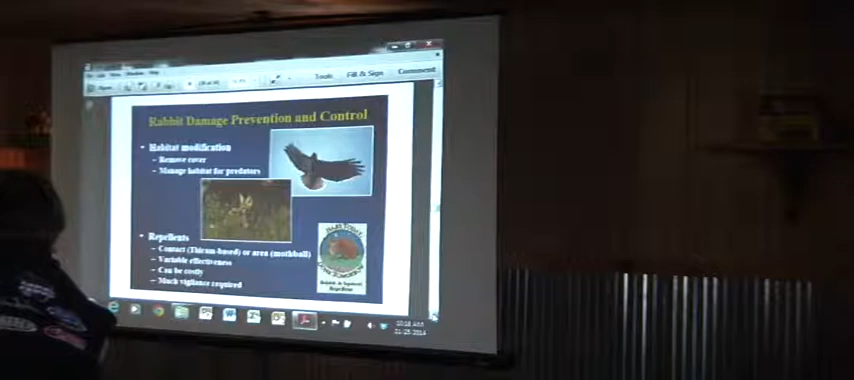 Tools Fill & Sign Comment
Rabbit Damage Prevention and Control
• Habitat modification
– Remove cover
– Manage habitat for predators
• Repellents
– Contact (Thiram-based) or area (mothball)
– Variable effectiveness
– Can be costly
– Much vigilance required
Repellent